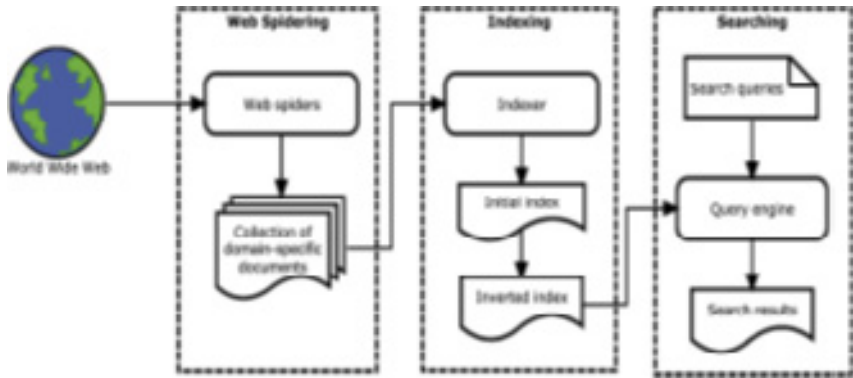 Web Spidering
Indexing
Searching
World Wide Web
Web spiders
Collection of
domain-specific
documents
Indexer
Initial index
Inverted index
Search queries
Query engine
Search results